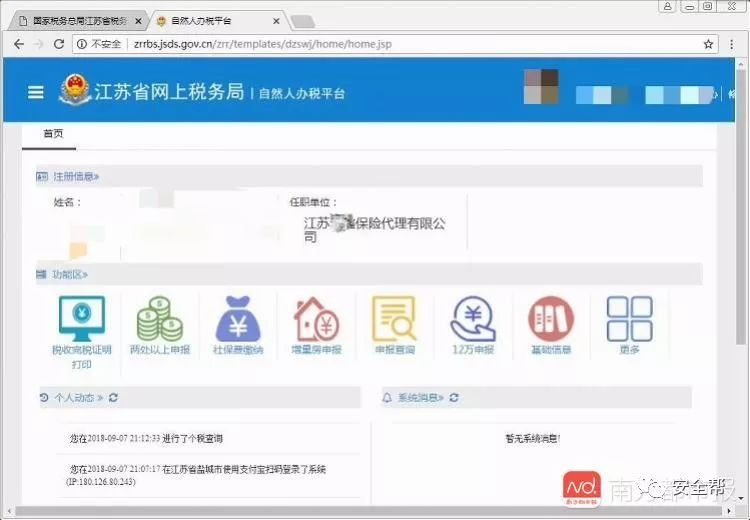 国家税务总局江苏省税务
自然人办税平台
不安全 zrrbs.jsds.gov.cn/zrr/templates/dzswj/home/home.jsp
江苏省网上税务局 | 自然人办税平台
首页
注册信息»
姓名：
任职单位：
江苏 保险代理有限公
司
功能区»
税收完税证明
打印
两处以上申报
社保费缴纳
增量房申报
申报查询
12万申报
基础信息
更多
个人动态 »
系统消息»
您在2018-09-07 21:12:33 进行了个税查询
暂无系统消息!
您在2018-09-07 21:07:17 在江苏省盐城市使用支付宝扫码登录了系统
(IP:180.126.80.243)
南方都市报
安全帮